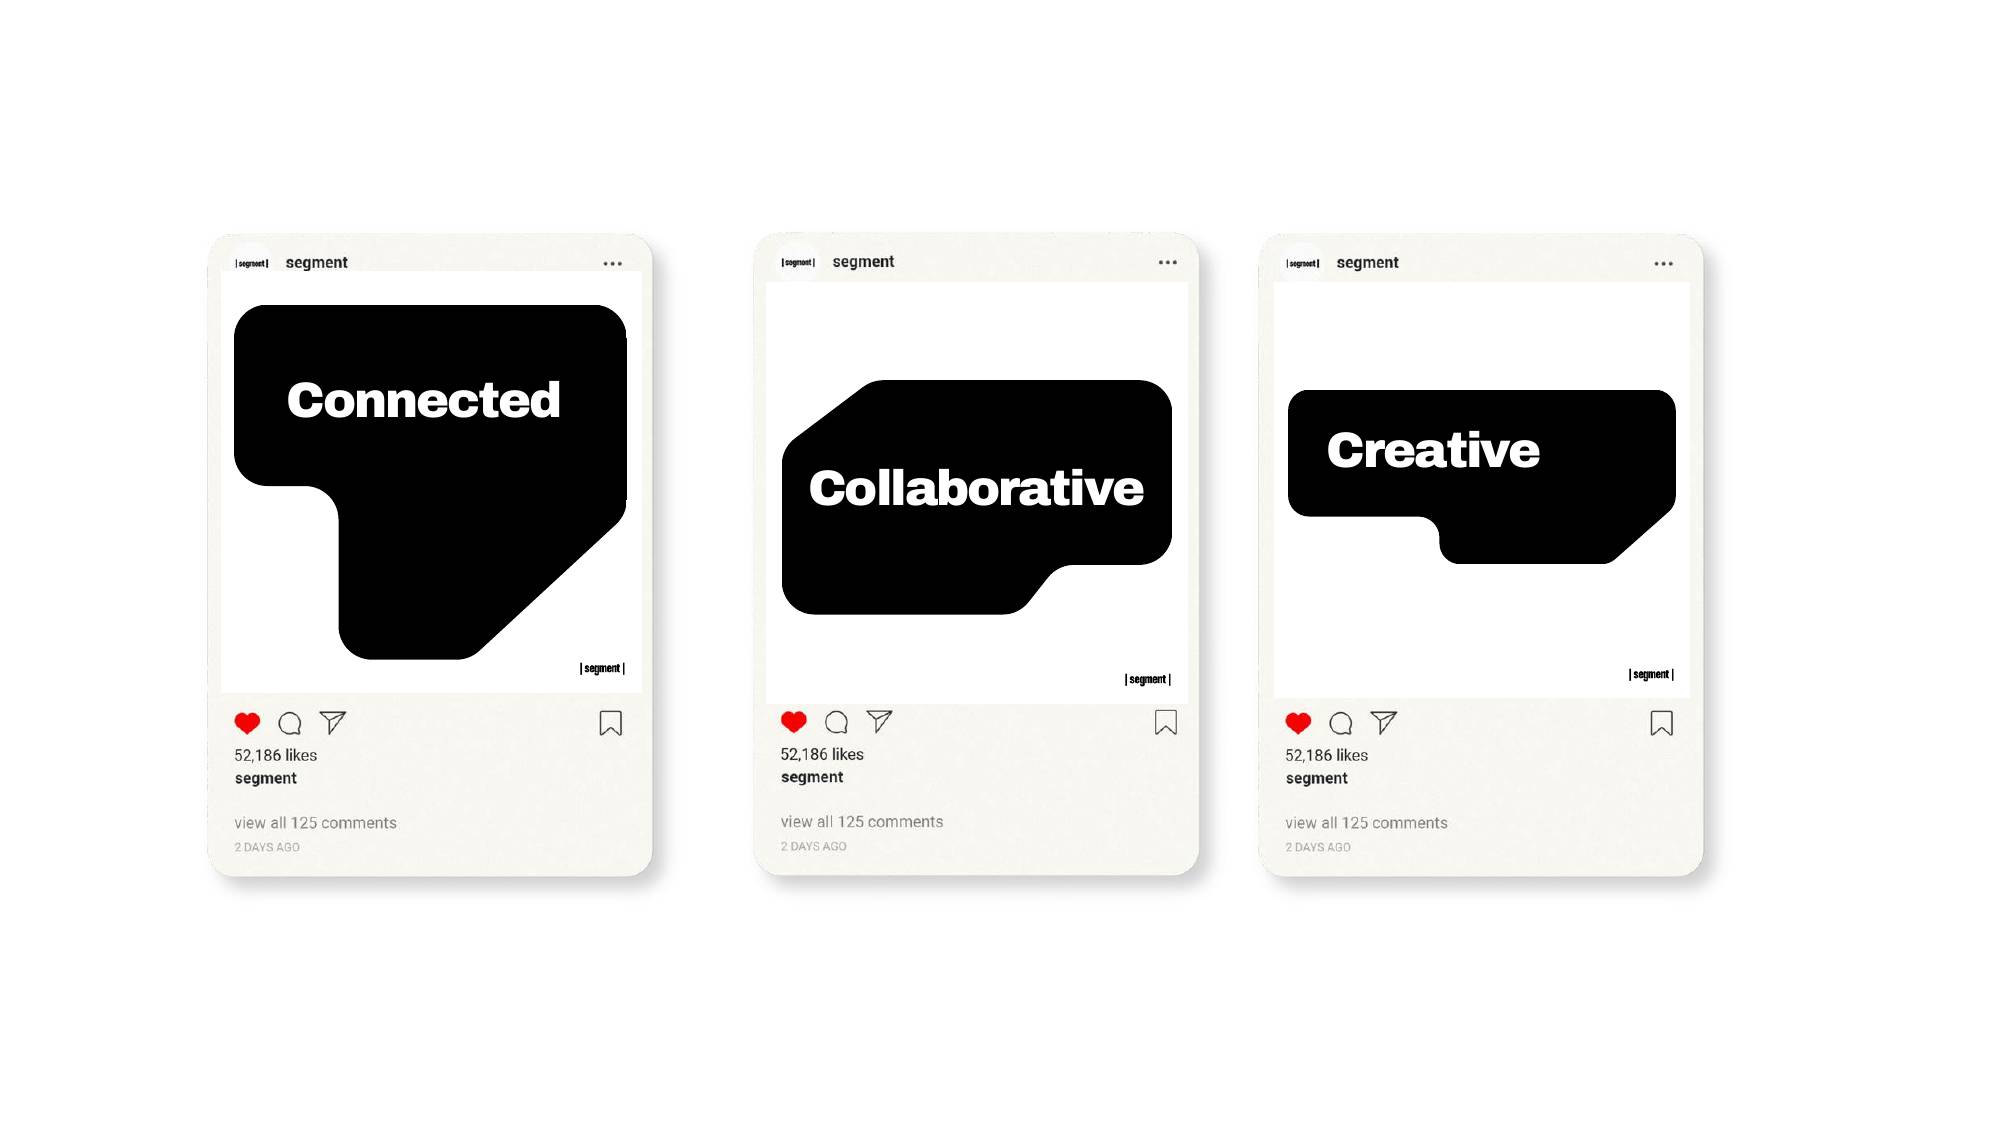 |segment| segment
Connected
|segment|
52,186 likes
segment
view all 125 comments
2 DAYS AGO
|segment| segment
Collaborative
|segment|
52,186 likes
segment
view all 125 comments
2 DAYS AGO
|segment| segment
Creative
|segment|
52,186 likes
segment
view all 125 comments
2 DAYS AGO